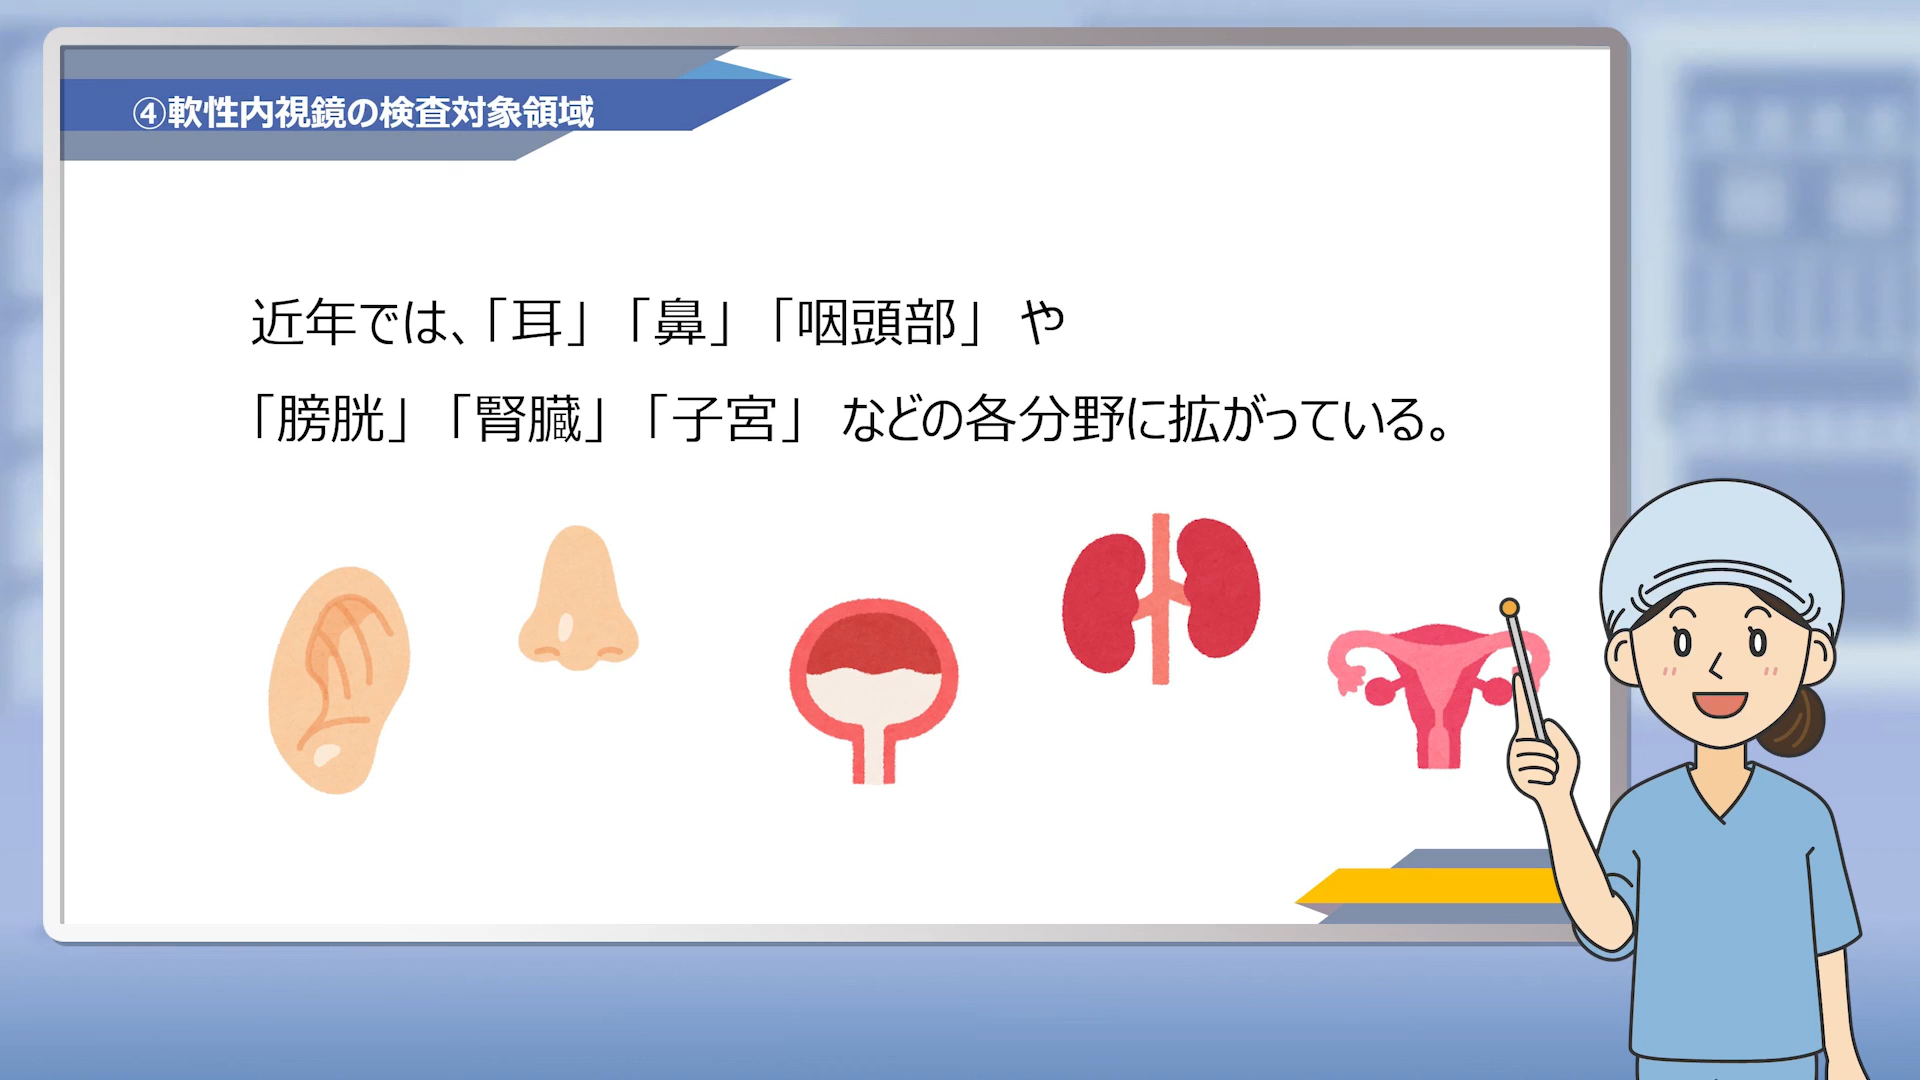 ④軟性内視鏡の検査対象領域
近年では、「耳」「鼻」「咽頭部」 や
「膀胱」「腎臓」「子宮」 などの各分野に拡がっている。